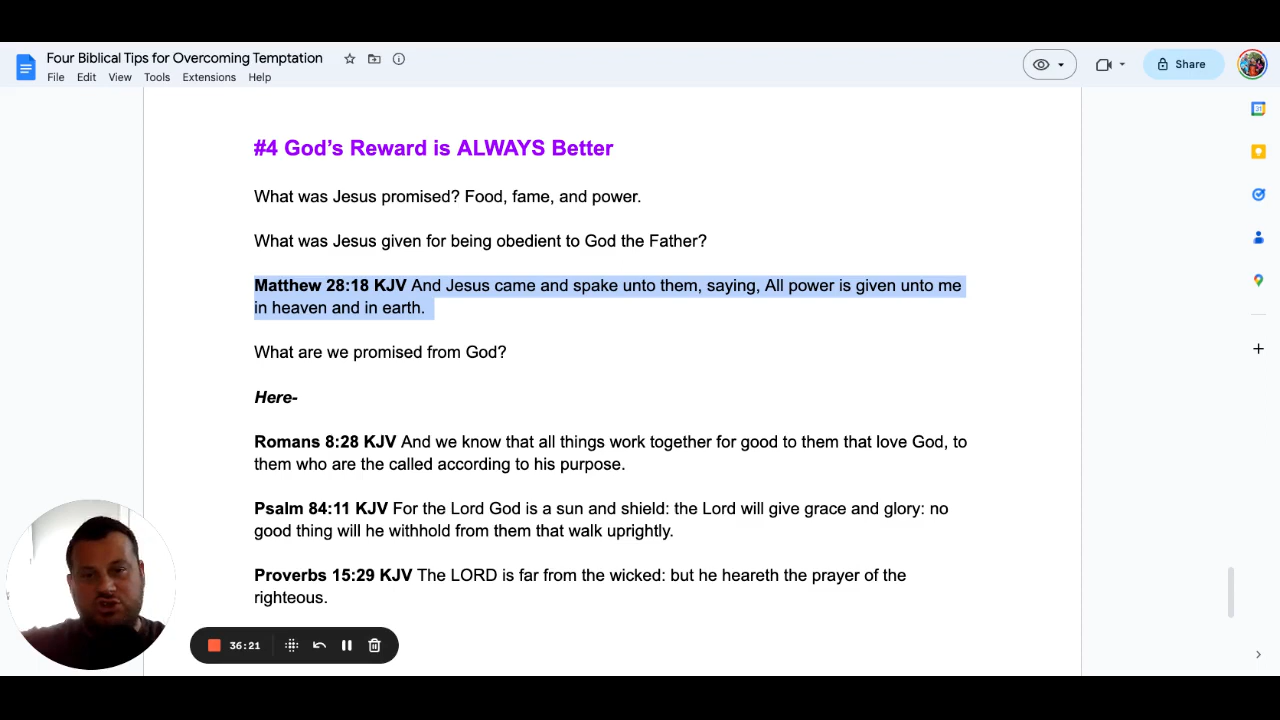 Four Biblical Tips for Overcoming Temptation
File Edit View Tools Extensions Help
Share
#4 God’s Reward is ALWAYS Better
What was Jesus promised? Food, fame, and power.
What was Jesus given for being obedient to God the Father?
Matthew 28:18 KJV And Jesus came and spake unto them, saying, All power is given unto me
in heaven and in earth.
What are we promised from God?
Here-
Romans 8:28 KJV And we know that all things work together for good to them that love God, to
them who are the called according to his purpose.
Psalm 84:11 KJV For the Lord God is a sun and shield: the Lord will give grace and glory: no
good thing will he withhold from them that walk uprightly.
Proverbs 15:29 KJV The LORD is far from the wicked: but he heareth the prayer of the
righteous.
36:21